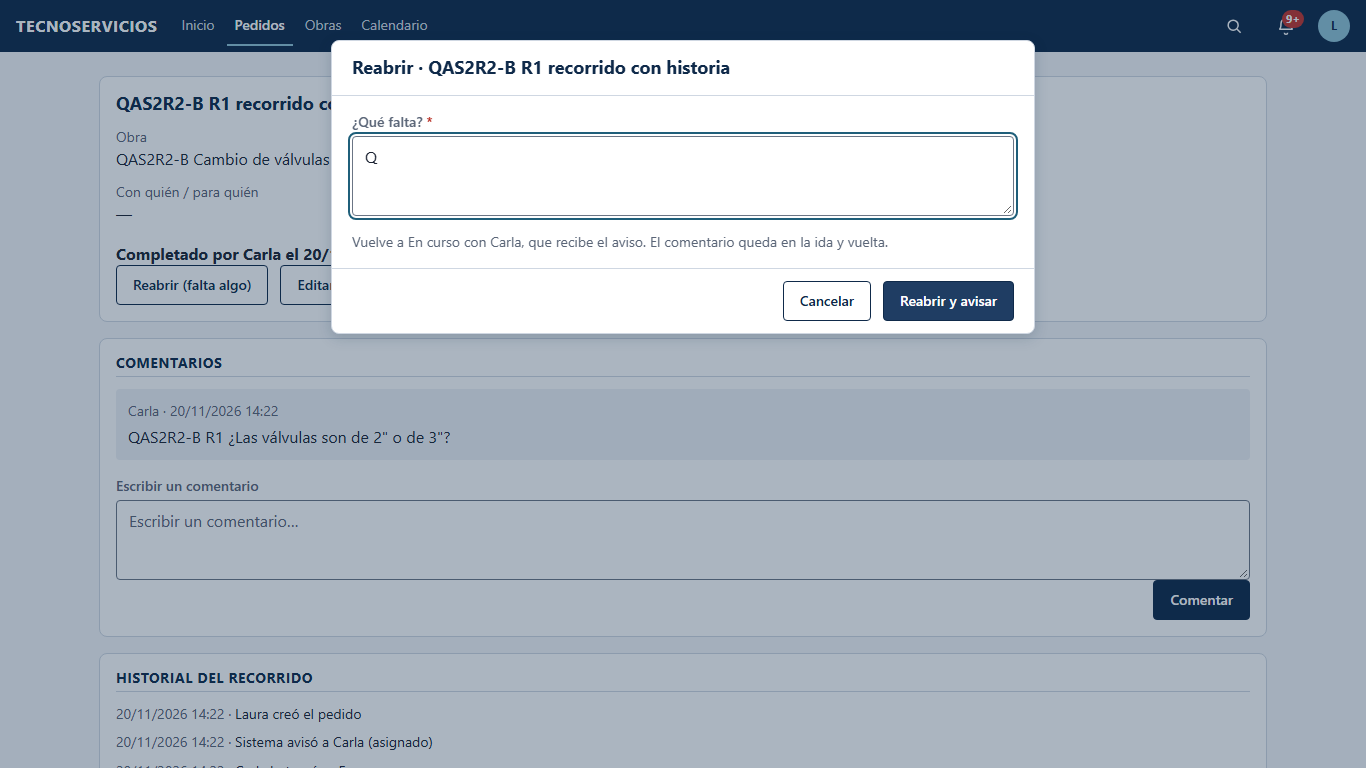 TECNOSERVICIOS Inicio Pedidos Obras Calendario 9+ L
Reabrir · QAS2R2-B R1 recorrido con historia
¿Qué falta? *
Q
Vuelve a En curso con Carla, que recibe el aviso. El comentario queda en la ida y vuelta.
Cancelar Reabrir y avisar
QAS2R2-B R1 recorrido
Obra
QAS2R2-B Cambio de válvulas
Con quién / para quién
—
Completado por Carla el 20/
Reabrir (falta algo)
COMENTARIOS
Carla · 20/11/2026 14:22
QAS2R2-B R1 ¿Las válvulas son de 2" o de 3"?
Escribir un comentario
Escribir un comentario...
Comentar
HISTORIAL DEL RECORRIDO
20/11/2026 14:22 · Laura creó el pedido
20/11/2026 14:22 · Sistema avisó a Carla (asignado)